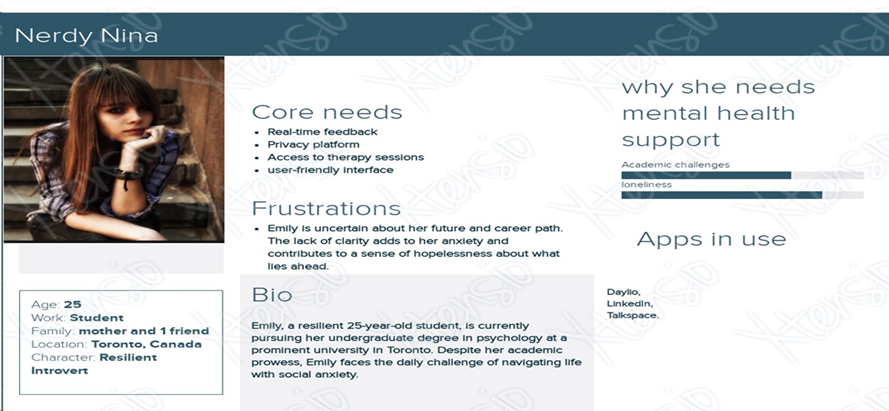 Nerdy Nina
Core needs
• Real-time feedback
• Privacy platform
• Access to therapy sessions
• user-friendly interface
Frustrations
• Emily is uncertain about her future and career path.
The lack of clarity adds to her anxiety and
contributes to a sense of hopelessness about what
lies ahead.
why she needs
mental health
support
Academic challenges
loneliness
Apps in use
Daylio,
LinkedIn,
Talkspace.
Age: 25
Work: Student
Family: mother and 1 friend
Location: Toronto, Canada
Character: Resilient
Introvert
Bio
Emily, a resilient 25-year-old student, is currently
pursuing her undergraduate degree in psychology at a
prominent university in Toronto. Despite her academic
prowess, Emily faces the daily challenge of navigating life
with social anxiety.
xtensio